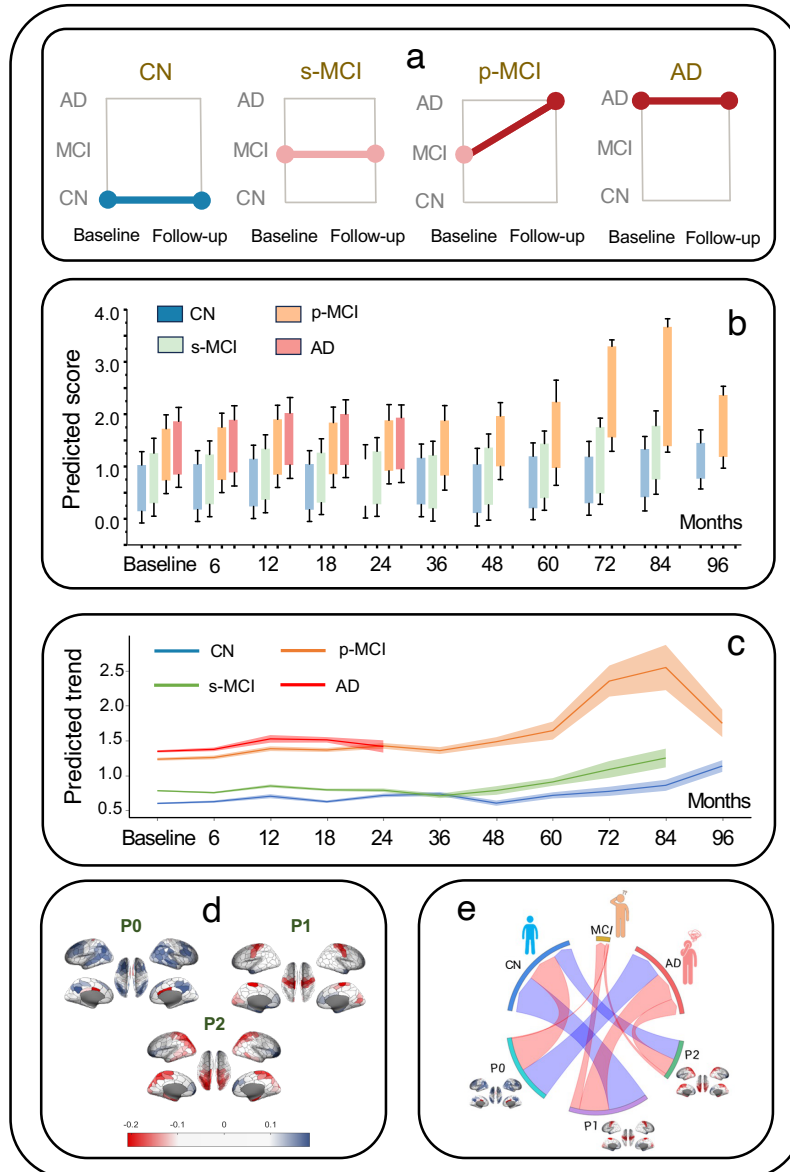 a
CN
s-MCI
p-MCI
AD
AD
MCI
CN
AD
MCI
CN
AD
MCI
CN
AD
MCI
CN
Baseline Follow-up
Baseline Follow-up
Baseline Follow-up
Baseline Follow-up
b
Predicted score
4.0
3.0
2.0
1.0
0.0
CN
s-MCI
p-MCI
AD
Months
Baseline 6 12 18 24 36 48 60 72 84 96
c
Predicted trend
2.5
2.0
1.5
1.0
0.5
CN
s-MCI
p-MCI
AD
Months
Baseline 6 12 18 24 36 48 60 72 84 96
d
P0
P1
P2
-0.2 -0.1 0 0.1
e
MCI
CN
AD
P0
P2
P1